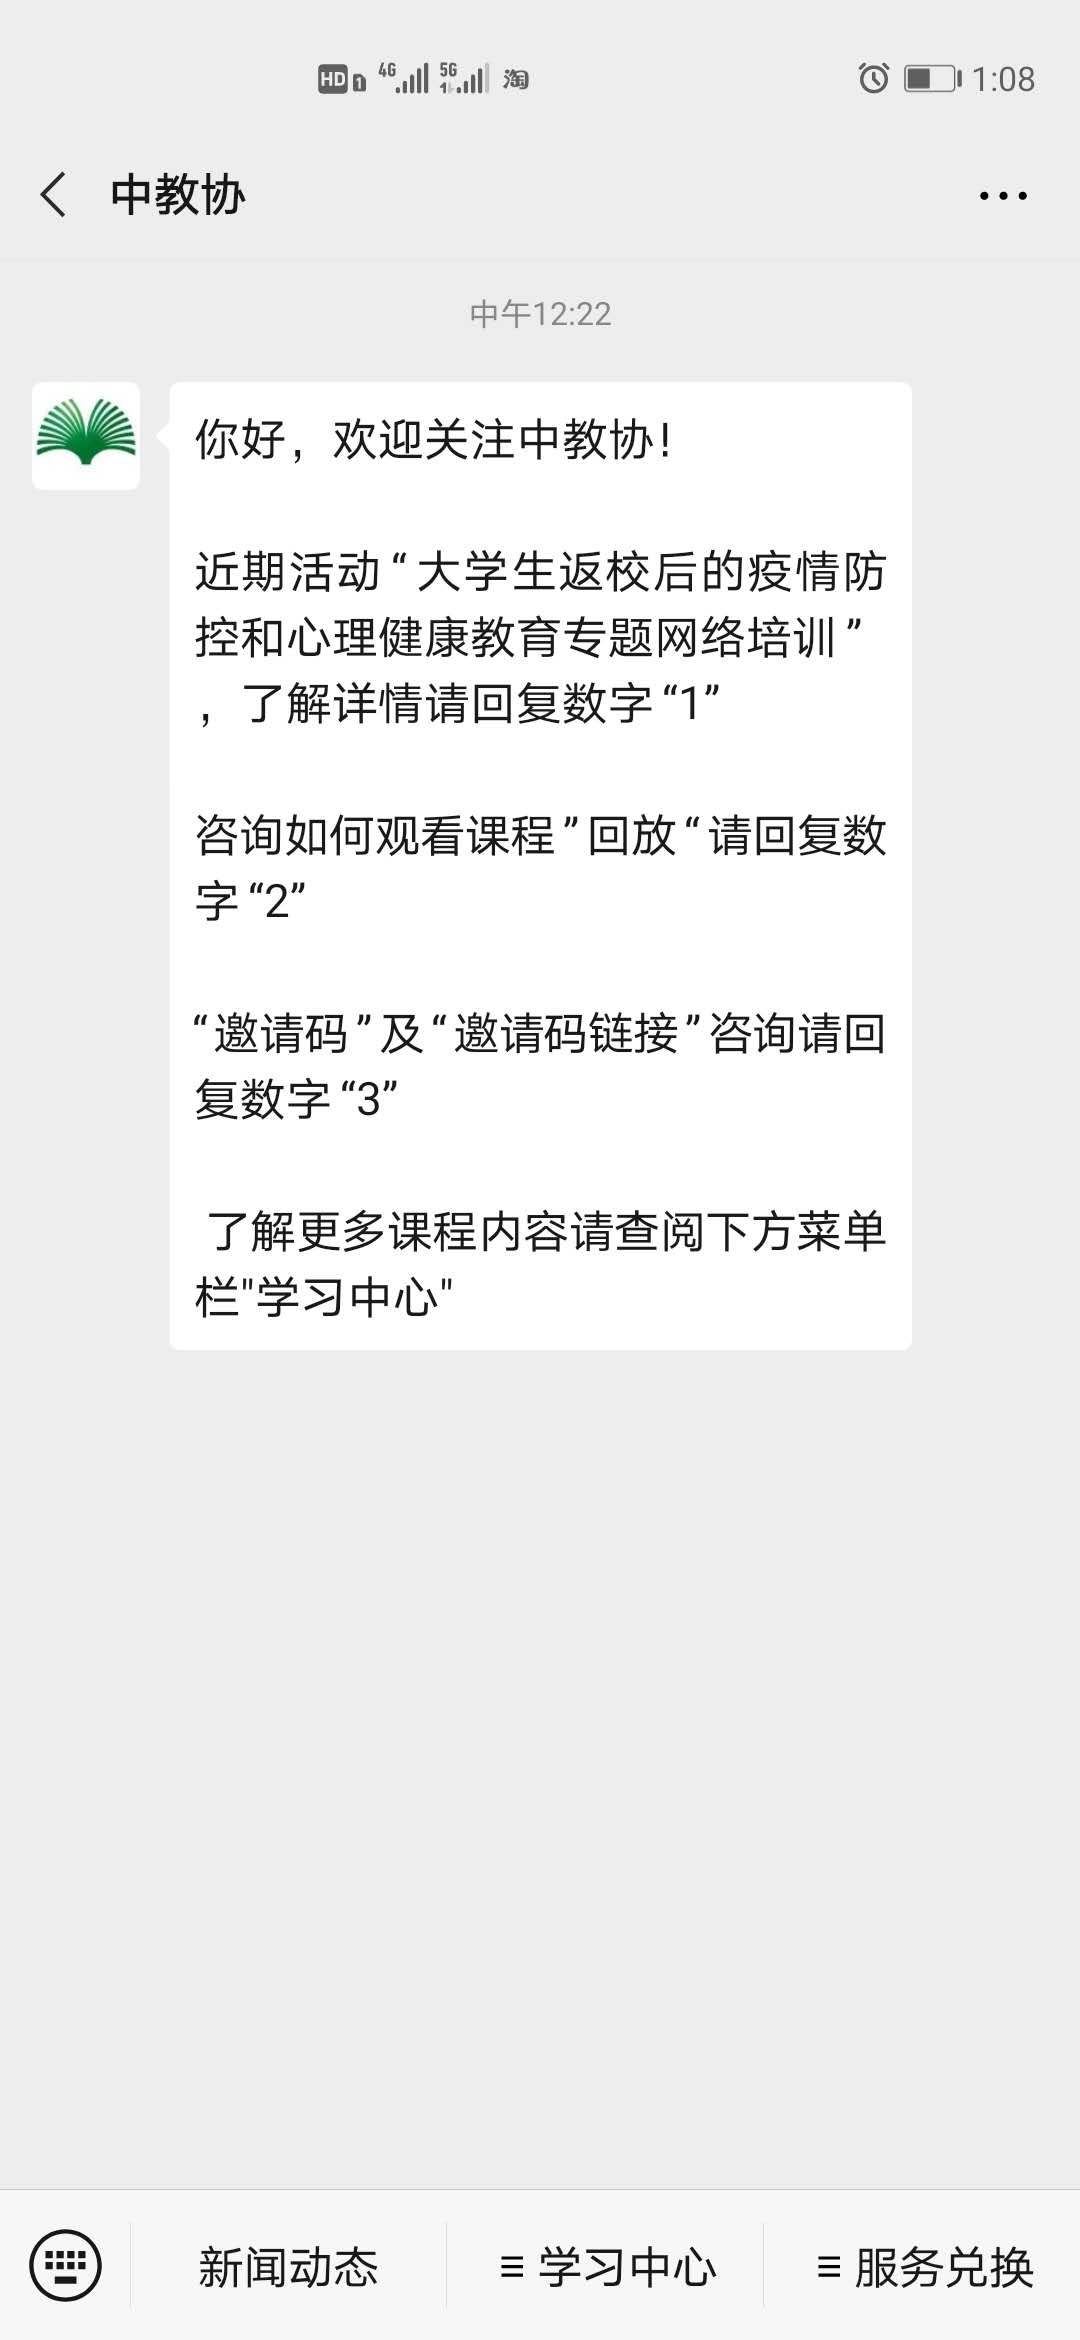 HD 1 4G 5G 淘 1:08
中教协
中午12:22
你好，欢迎关注中教协！
近期活动“大学生返校后的疫情防
控和心理健康教育专题网络培训”
，了解详情请回复数字“1”
咨询如何观看课程”回放“请回复数
字“2”
“邀请码”及“邀请码链接”咨询请回
复数字“3”
了解更多课程内容请查阅下方菜单
栏"学习中心"
新闻动态
学习中心
服务兑换